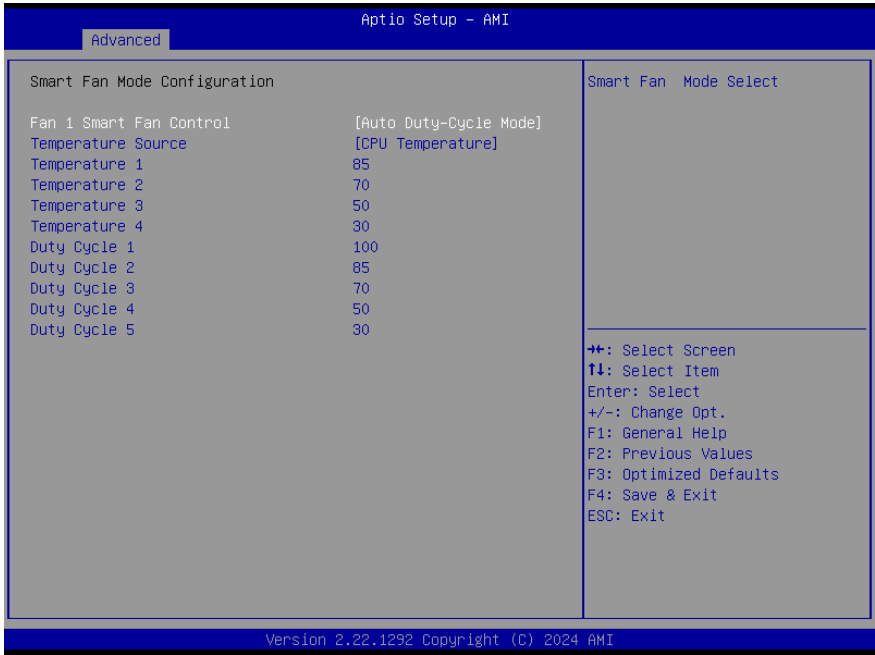 Aptio Setup – AMI
Advanced
Smart Fan Mode Configuration
Fan 1 Smart Fan Control [Auto Duty-Cycle Mode]
Temperature Source [CPU Temperature]
Temperature 1 85
Temperature 2 70
Temperature 3 50
Temperature 4 30
Duty Cycle 1 100
Duty Cycle 2 85
Duty Cycle 3 70
Duty Cycle 4 50
Duty Cycle 5 30
Smart Fan  Mode Select
→←: Select Screen
↑↓: Select Item
Enter: Select
+/-: Change Opt.
F1: General Help
F2: Previous Values
F3: Optimized Defaults
F4: Save & Exit
ESC: Exit
Version 2.22.1292 Copyright (C) 2024 AMI